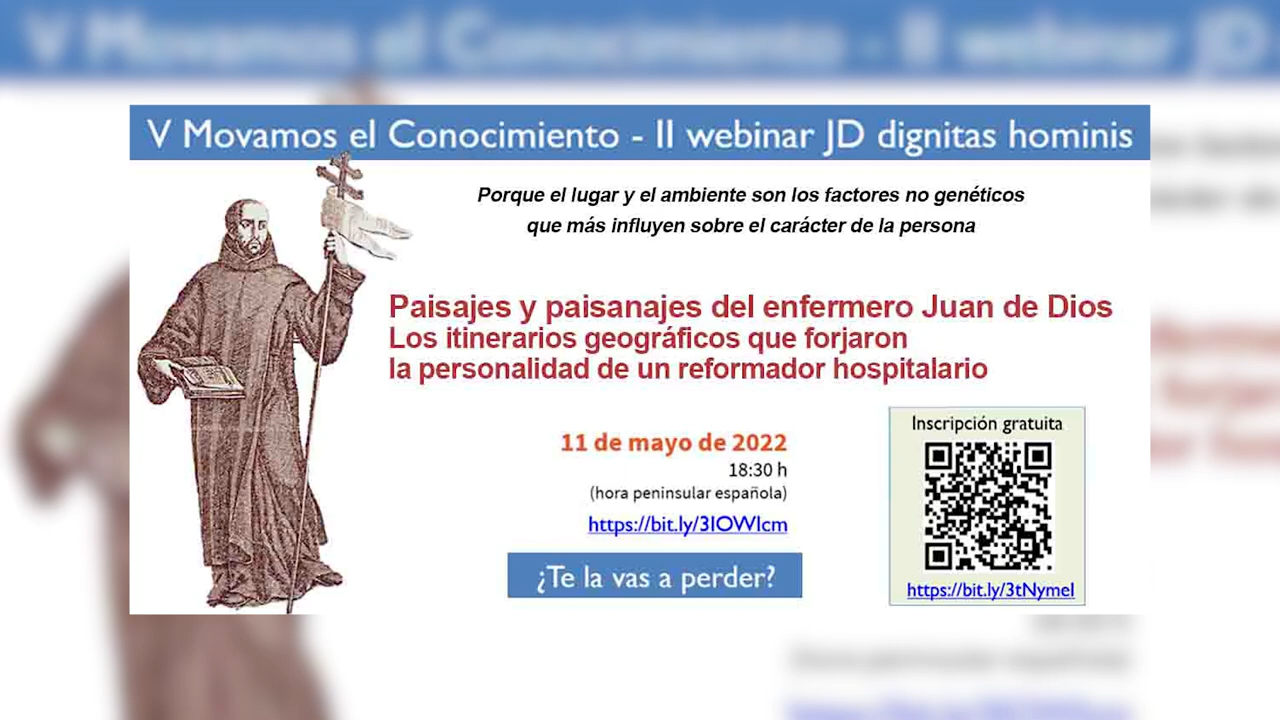 V Movamos el Conocimiento - II webinar JD dignitas hominis
Porque el lugar y el ambiente son los factores no genéticos
que más influyen sobre el carácter de la persona
Paisajes y paisanajes del enfermero Juan de Dios
Los itinerarios geográficos que forjaron
la personalidad de un reformador hospitalario
11 de mayo de 2022
18:30 h
(hora peninsular española)
https://bit.ly/3IOWIcm
¿Te la vas a perder?
Inscripción gratuita
https://bit.ly/3tNymeI